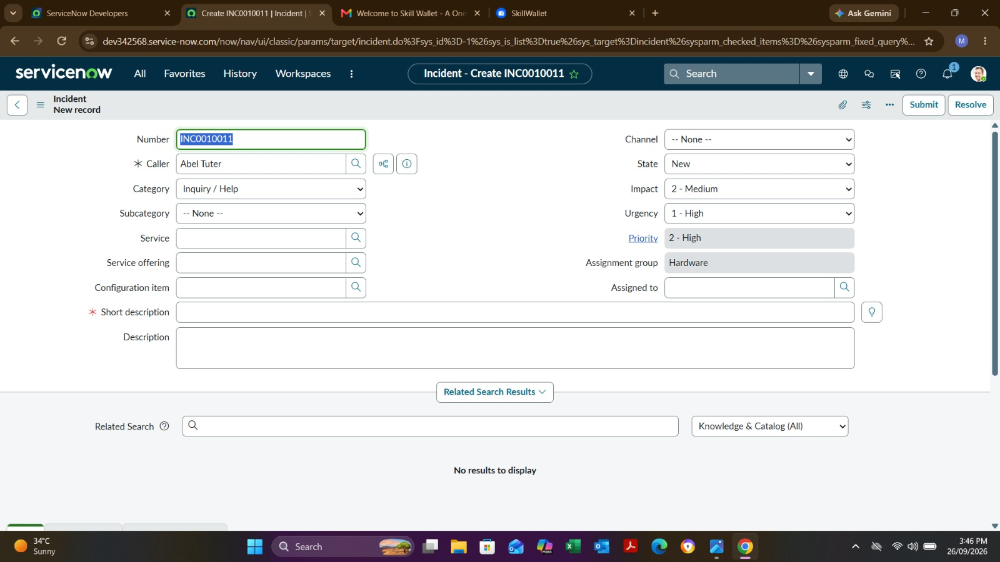 ServiceNow Developers
Create INC0010011 | Incident | S
Welcome to Skill Wallet - A One
SkillWallet
Ask Gemini
dev342568.service-now.com/now/nav/ui/classic/params/target/incident.do%3Fsys_id%3D-1%26sys_is_list%3Dtrue%26sys_target%3Dincident%26sysparm_checked_items%3D%26sysparm_fixed_query%...
M
servicenow
All
Favorites
History
Workspaces
Incident - Create INC0010011
Search
1
Incident
New record
Submit
Resolve
Number
INC0010011
Channel
-- None --
Caller
Abel Tuter
State
New
Category
Inquiry / Help
Impact
2 - Medium
Subcategory
-- None --
Urgency
1 - High
Service
Priority
2 - High
Service offering
Assignment group
Hardware
Configuration item
Assigned to
Short description
Description
Related Search Results
Related Search
Knowledge & Catalog (All)
No results to display
34°C
Sunny
Search
M365
3:46 PM
26/09/2026